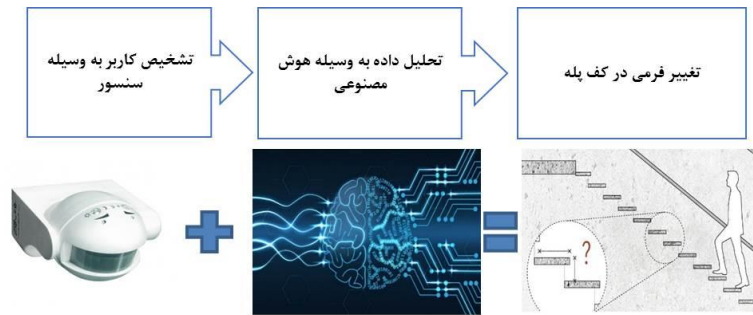 تشخیص کاربر به وسیله
سنسور
تحلیل داده به وسیله هوش
مصنوعی
تغییر فرمی در کف پله
?